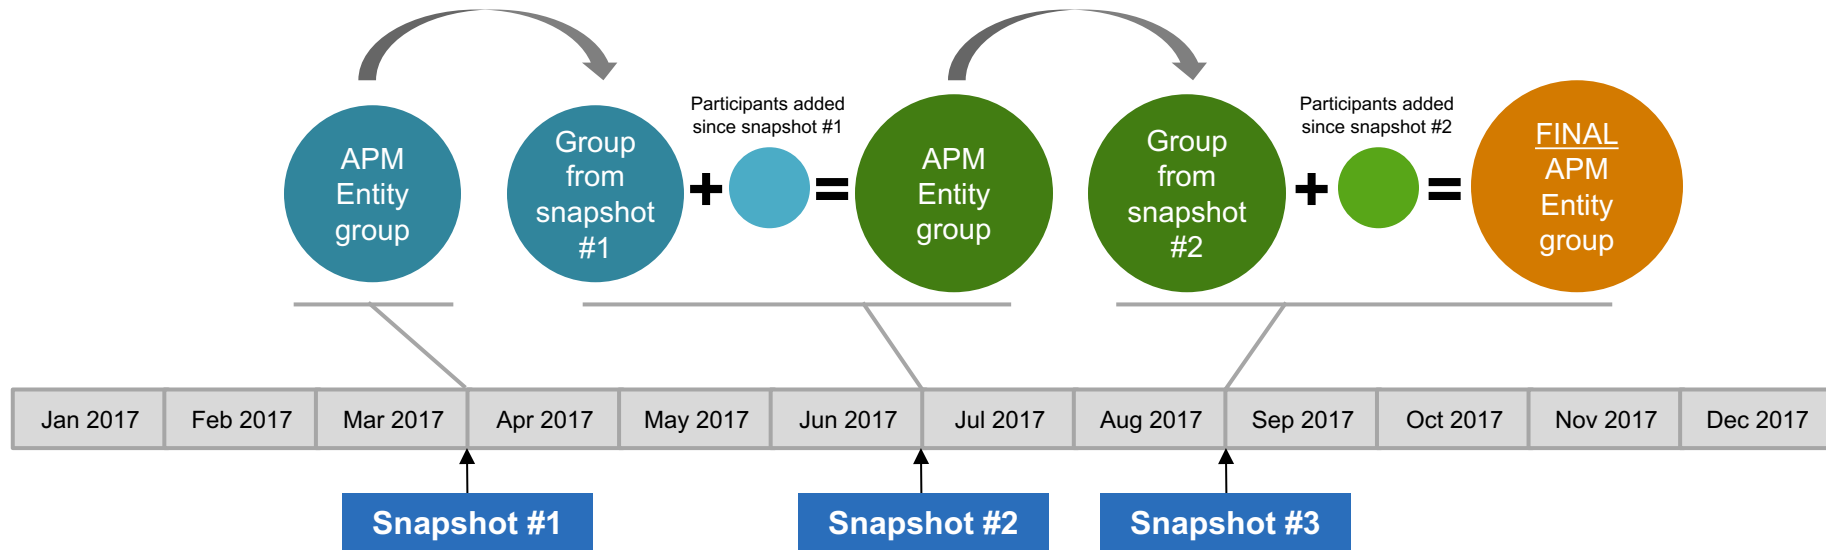 APM
Entity
group
Group
from
snapshot
#1
+
Participants added
since snapshot #1
=
APM
Entity
group
Group
from
snapshot
#2
+
Participants added
since snapshot #2
=
FINAL
APM
Entity
group
Jan 2017
Feb 2017
Mar 2017
Apr 2017
May 2017
Jun 2017
Jul 2017
Aug 2017
Sep 2017
Oct 2017
Nov 2017
Dec 2017
Snapshot #1
Snapshot #2
Snapshot #3